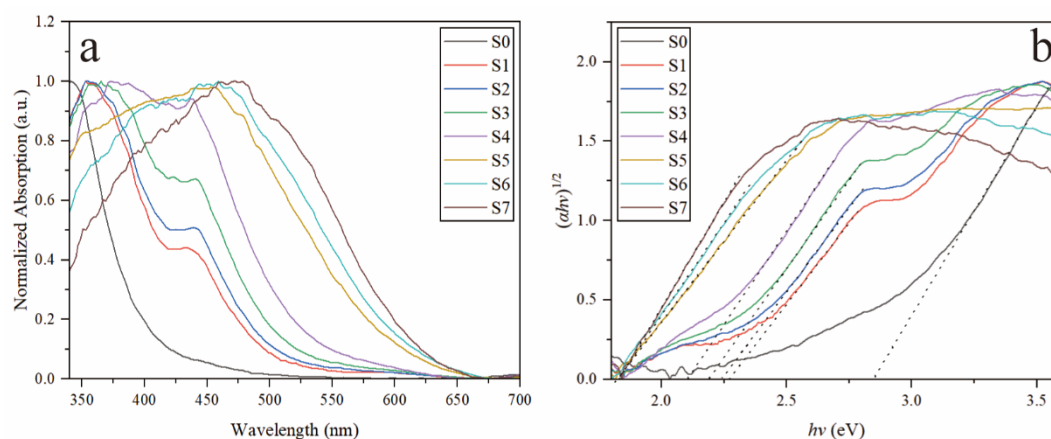 a
Normalized Absorption (a.u.)
1.2
1.0
0.8
0.6
0.4
0.2
0.0
350
400
450
500
550
600
650
700
Wavelength (nm)
S0
S1
S2
S3
S4
S5
S6
S7
b
(αhν)1/2
2.0
1.5
1.0
0.5
0.0
2.0
2.5
3.0
3.5
hν (eV)
S0
S1
S2
S3
S4
S5
S6
S7